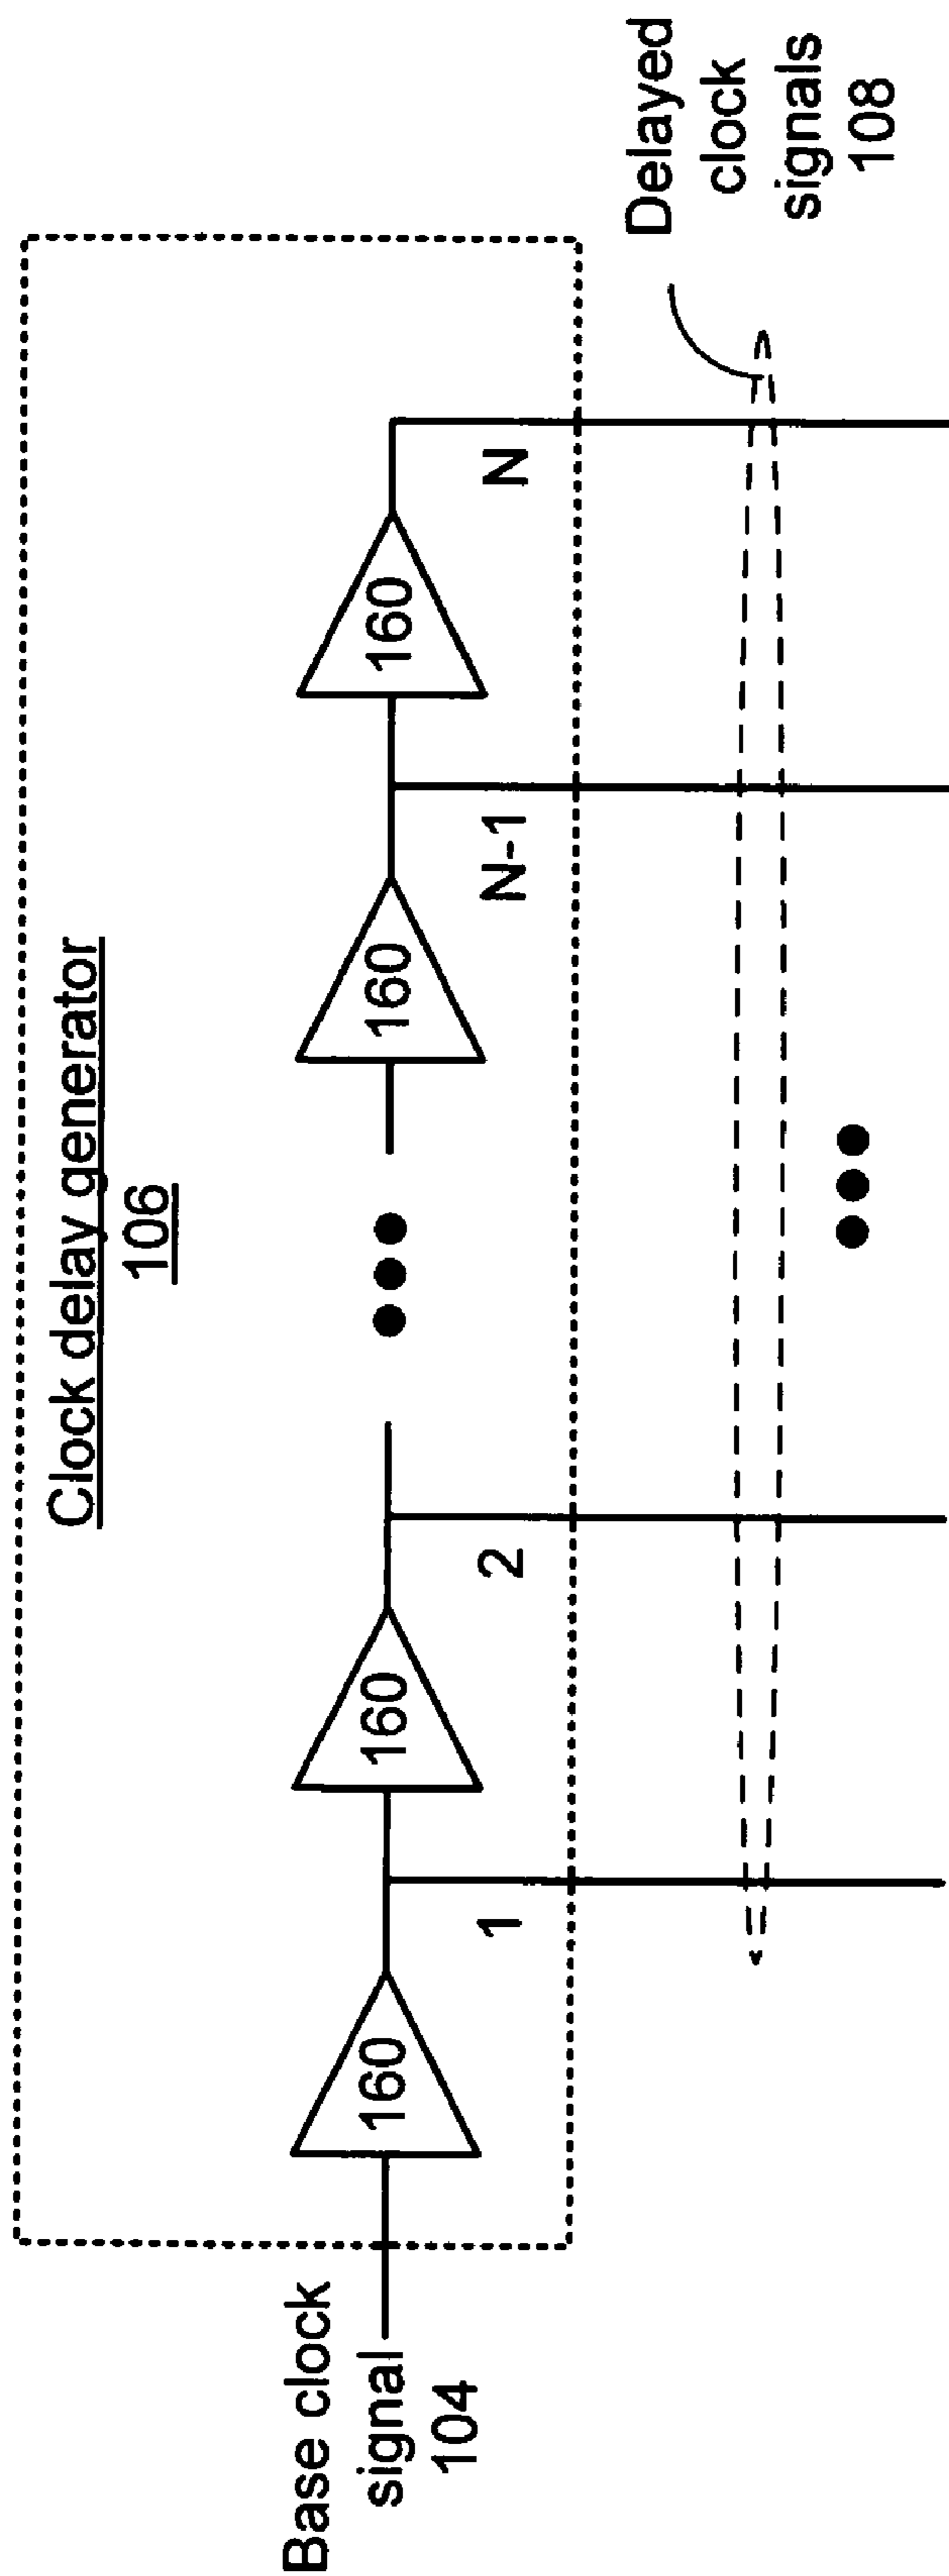 Clock delay generator
106
Base clock
signal
104
160
160
160
160
1
2
N-1
N
Delayed
clock
signals
108